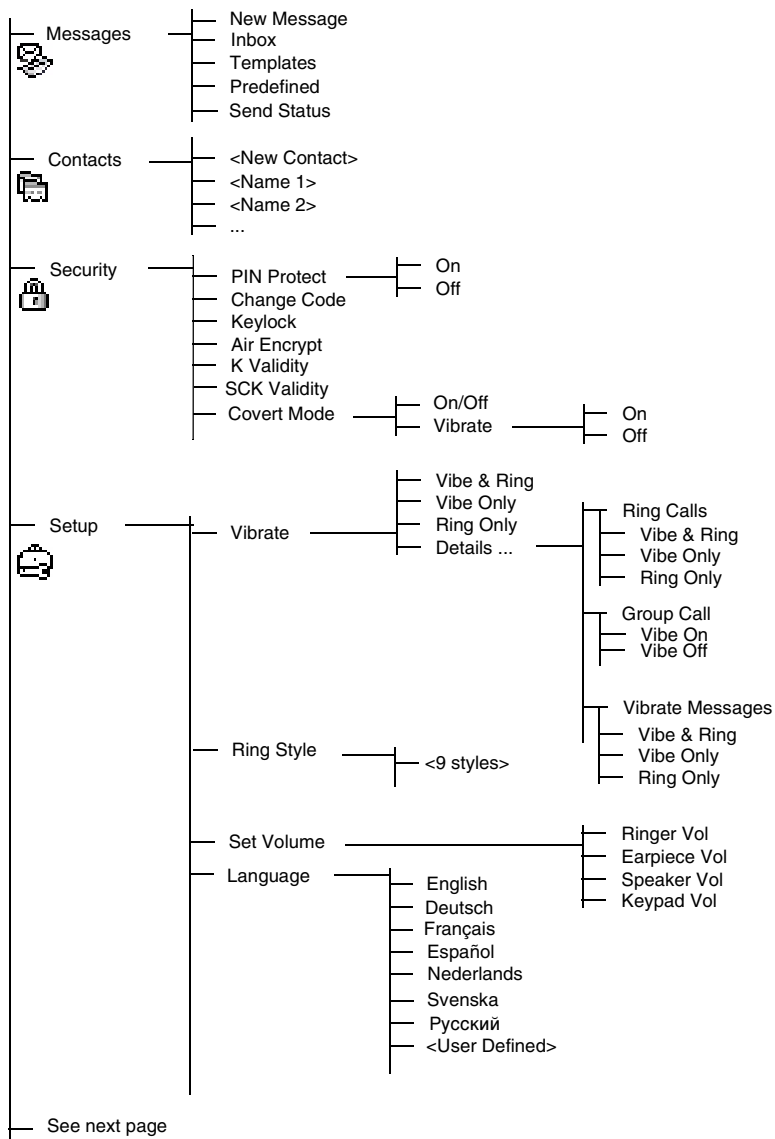 Messages
New Message
Inbox
Templates
Predefined
Send Status
Contacts
<New Contact>
<Name 1>
<Name 2>
...
Security
PIN Protect
On
Off
Change Code
Keylock
Air Encrypt
K Validity
SCK Validity
Covert Mode
On/Off
Vibrate
On
Off
Setup
Vibrate
Vibe & Ring
Vibe Only
Ring Only
Details ...
Ring Calls
Vibe & Ring
Vibe Only
Ring Only
Group Call
Vibe On
Vibe Off
Vibrate Messages
Vibe & Ring
Vibe Only
Ring Only
Ring Style
<9 styles>
Set Volume
Ringer Vol
Earpiece Vol
Speaker Vol
Keypad Vol
Language
English
Deutsch
Français
Español
Nederlands
Svenska
Русский
<User Defined>
See next page